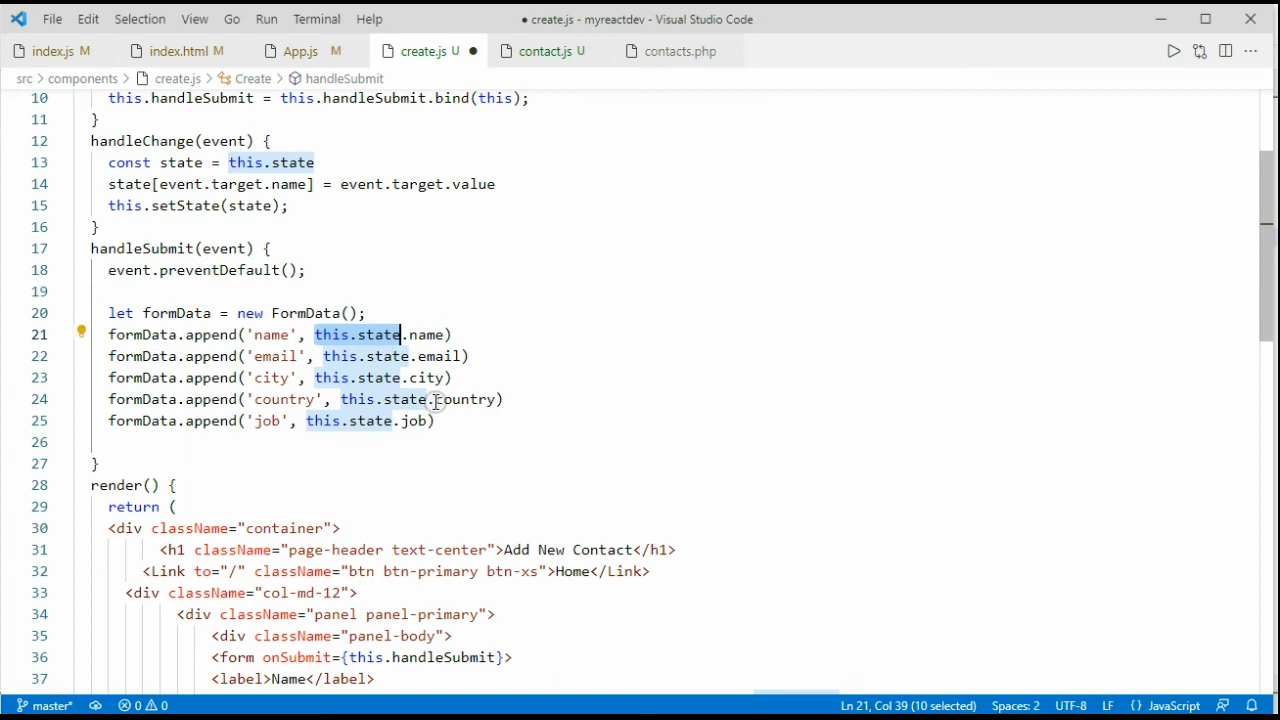 File Edit Selection View Go Run Terminal Help ● create.js - myreactdev - Visual Studio Code
index.js M index.html M App.js M create.js U ● contact.js U contacts.php
src > components > create.js > Create > handleSubmit
10 this.handleSubmit = this.handleSubmit.bind(this);
11 }
12 handleChange(event) {
13 const state = this.state
14 state[event.target.name] = event.target.value
15 this.setState(state);
16 }
17 handleSubmit(event) {
18 event.preventDefault();
19
20 let formData = new FormData();
21 formData.append('name', this.state.name)
22 formData.append('email', this.state.email)
23 formData.append('city', this.state.city)
24 formData.append('country', this.state.country)
25 formData.append('job', this.state.job)
26
27 }
28 render() {
29 return (
30 <div className="container">
31 <h1 className="page-header text-center">Add New Contact</h1>
32 <Link to="/" className="btn btn-primary btn-xs">Home</Link>
33 <div className="col-md-12">
34 <div className="panel panel-primary">
35 <div className="panel-body">
36 <form onSubmit={this.handleSubmit}>
37 <label>Name</label>
master* 0 0 Ln 21, Col 39 (10 selected) Spaces: 2 UTF-8 LF {} JavaScript